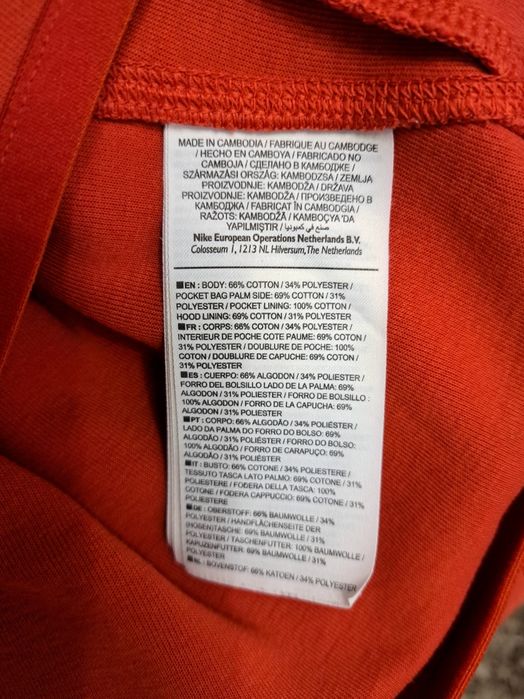 MADE IN CAMBODIA / FABRIQUE AU CAMBODGE
/ HECHO EN CAMBOYA / FABRICADO NO
CAMBOJA / СДЕЛАНО В КАМБОДЖЕ /
SZÁRMAZÁSI ORSZÁG: KAMBODZSA / ZEMLJA
PROIZVODNJE: KAMBODŽA / DRŽAVA
PROIZVODNJE: KAMBODŽA / ПРОИЗВЕДЕНО В
КАМБОДЖА / FABRICAT ÎN CAMBODGIA /
RAŽOTS: KAMBODŽĀ / KAMBOÇYA'DA
YAPILMIŞTIR / صنع في كمبوديا
Nike European Operations Netherlands B.V.
Colosseum 1, 1213 NL Hilversum, The Netherlands
EN: BODY: 66% COTTON / 34% POLYESTER /
POCKET BAG PALM SIDE: 69% COTTON / 31%
POLYESTER / POCKET LINING: 100% COTTON /
HOOD LINING: 69% COTTON / 31% POLYESTER
FR: CORPS: 66% COTON / 34% POLYESTER /
INTERIEUR DE POCHE COTE PAUME: 69% COTON
/ 31% POLYESTER / DOUBLURE DE POCHE: 100%
COTON / DOUBLURE DE CAPUCHE: 69% COTON /
31% POLYESTER
ES: CUERPO: 66% ALGODON / 34% POLIESTER /
FORRO DEL BOLSILLO LADO DE LA PALMA: 69%
ALGODON / 31% POLIESTER / FORRO DE BOLSILLO :
100% ALGODON / FORRO DE LA CAPUCHA: 69%
ALGODON / 31% POLIESTER
PT: CORPO: 66% ALGODÃO / 34% POLIÉSTER /
LADO DA PALMA DO FORRO DO BOLSO: 69%
ALGODÃO / 31% POLIÉSTER / FORRO DO BOLSO:
100% ALGODÃO / FORRO DE CARAPUÇO: 69%
ALGODÃO / 31% POLIÉSTER
IT: BUSTO: 66% COTONE / 34% POLIESTERE /
TESSUTO TASCA LATO PALMO: 69% COTONE / 31%
POLIESTERE / FODERA DELLA TASCA: 100%
COTONE / FODERA CAPPUCCIO: 69% COTONE / 31%
POLIESTERE
DE: OBERSTOFF: 66% BAUMWOLLE / 34%
POLYESTER / HANDFLÄCHENSEITE DER
(HOSEN)TASCHE: 69% BAUMWOLLE / 31%
POLYESTER / TASCHENFUTTER: 100% BAUMWOLLE /
KAPUZENFUTTER: 69% BAUMWOLLE / 31%
POLYESTER
NL: BOVENSTOF: 66% KATOEN / 34% POLYESTER